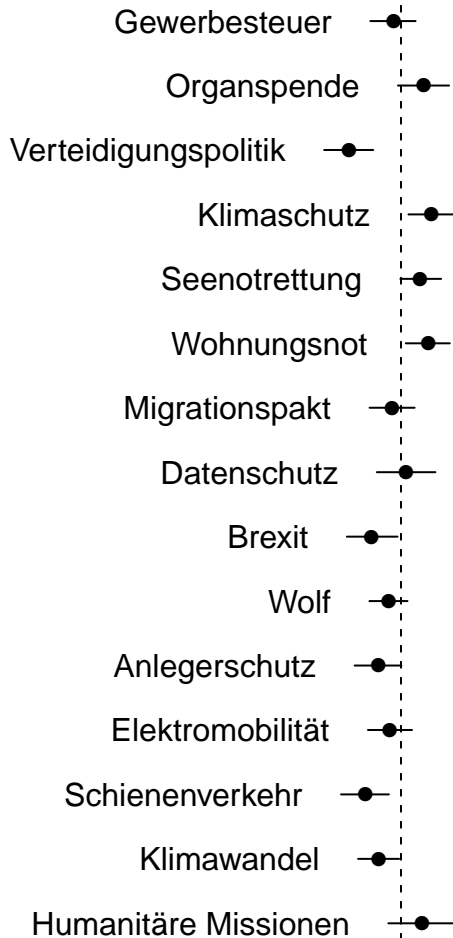 Gewerbesteuer
Organspende
Verteidigungspolitik
Klimaschutz
Seenotrettung
Wohnungsnot
Migrationspakt
Datenschutz
Brexit
Wolf
Anlegerschutz
Elektromobilität
Schienenverkehr
Klimawandel
Humanitäre Missionen